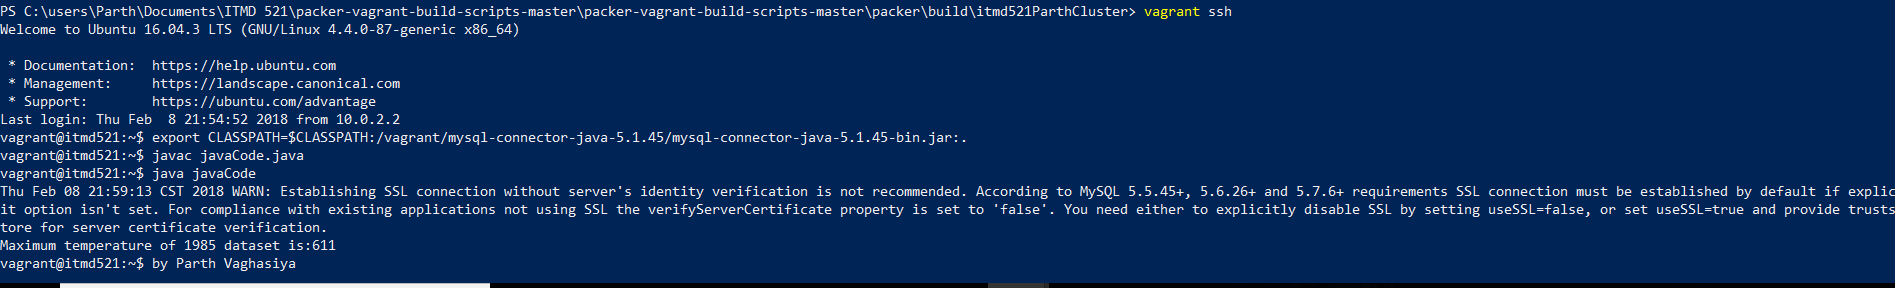 PS C:\users\Parth\Documents\ITMD 521\packer-vagrant-build-scripts-master\packer-vagrant-build-scripts-master\packer\build\itmd521ParthCluster> vagrant ssh
Welcome to Ubuntu 16.04.3 LTS (GNU/Linux 4.4.0-87-generic x86_64)

 * Documentation:  https://help.ubuntu.com
 * Management:     https://landscape.canonical.com
 * Support:        https://ubuntu.com/advantage
Last login: Thu Feb  8 21:54:52 2018 from 10.0.2.2
vagrant@itmd521:~$ export CLASSPATH=$CLASSPATH:/vagrant/mysql-connector-java-5.1.45/mysql-connector-java-5.1.45-bin.jar:.
vagrant@itmd521:~$ javac javaCode.java
vagrant@itmd521:~$ java javaCode
Thu Feb 08 21:59:13 CST 2018 WARN: Establishing SSL connection without server's identity verification is not recommended. According to MySQL 5.5.45+, 5.6.26+ and 5.7.6+ requirements SSL connection must be established by default if explic
it option isn't set. For compliance with existing applications not using SSL the verifyServerCertificate property is set to 'false'. You need either to explicitly disable SSL by setting useSSL=false, or set useSSL=true and provide trusts
tore for server certificate verification.
Maximum temperature of 1985 dataset is:611
vagrant@itmd521:~$ by Parth Vaghasiya